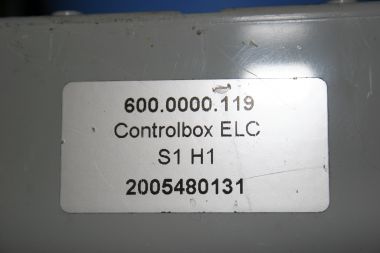 600.0000.119
Controlbox ELC
S1 H1
2005480131